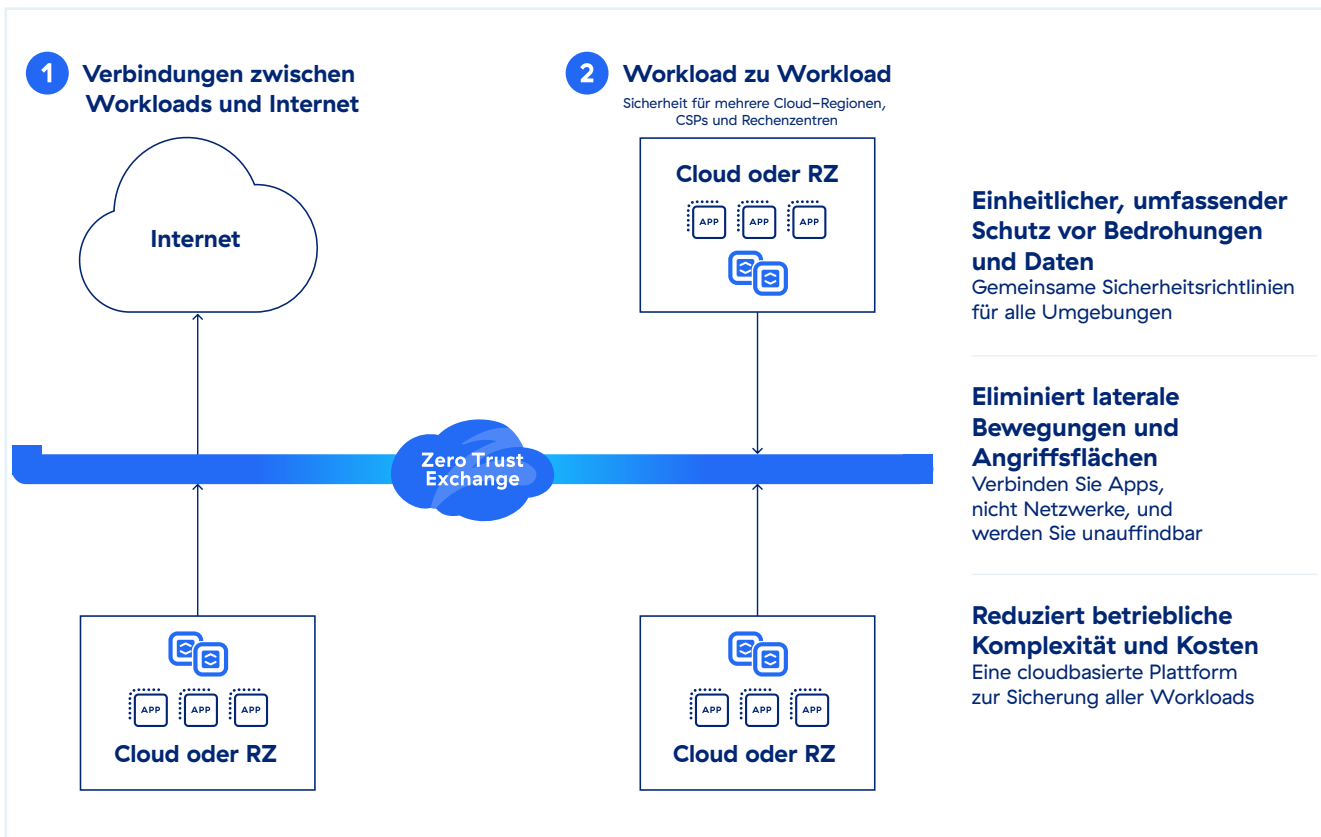 1
Verbindungen zwischen
Workloads und Internet
Internet
2
Workload zu Workload
Sicherheit für mehrere Cloud-Regionen,
CSPs und Rechenzentren
Cloud oder RZ
APP APP APP
Zero Trust
Exchange
APP APP APP
Cloud oder RZ
APP APP APP
Cloud oder RZ
Einheitlicher, umfassender
Schutz vor Bedrohungen
und Daten
Gemeinsame Sicherheitsrichtlinien
für alle Umgebungen
Eliminiert laterale
Bewegungen und
Angriffsflächen
Verbinden Sie Apps,
nicht Netzwerke, und
werden Sie unauffindbar
Reduziert betriebliche
Komplexität und Kosten
Eine cloudbasierte Plattform
zur Sicherung aller Workloads